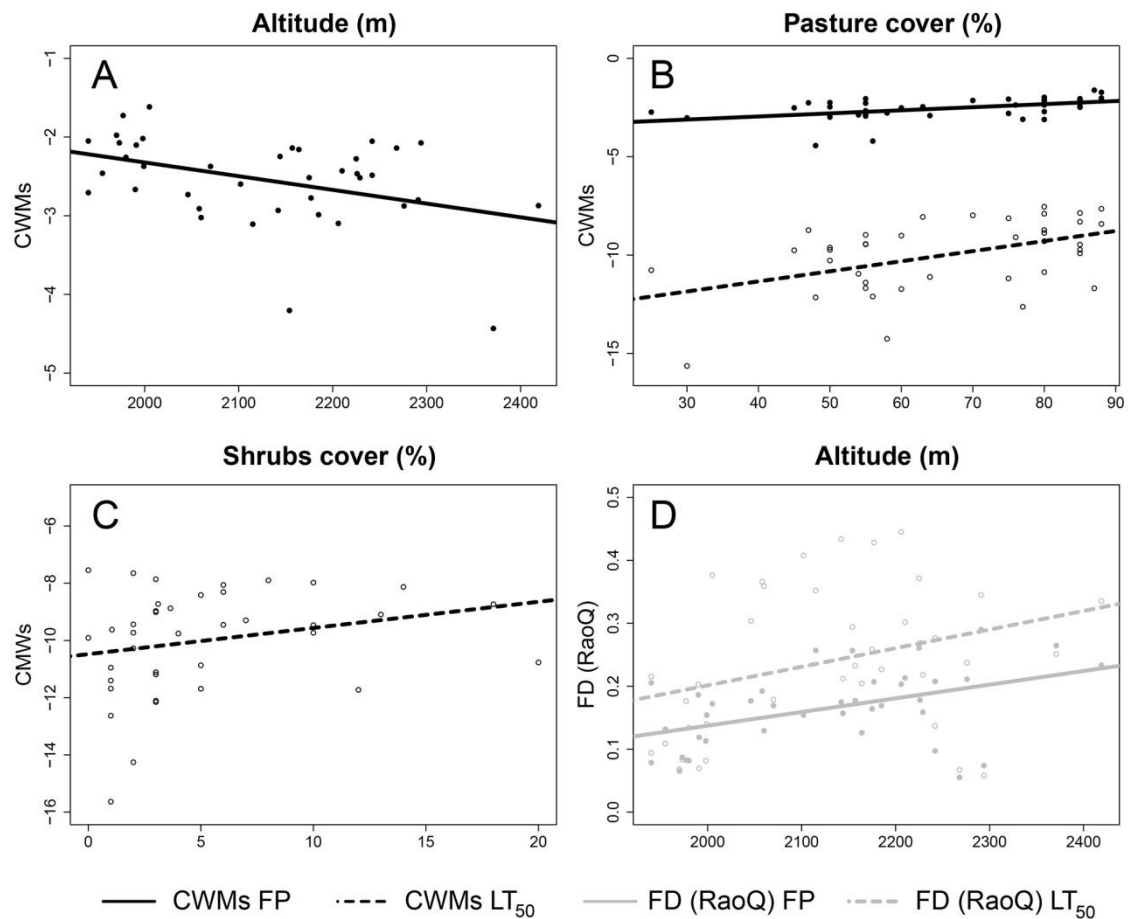 Altitude (m)
A
CWMs
-1
-2
-3
-4
-5
2000 2100 2200 2300 2400
Pasture cover (%)
B
CWMs
0
-5
-10
-15
30 40 50 60 70 80 90
Shrubs cover (%)
C
CMWs
-6
-8
-10
-12
-14
-16
0 5 10 15 20
Altitude (m)
D
FD (RaoQ)
0.5
0.4
0.3
0.2
0.1
0.0
2000 2100 2200 2300 2400
CWMs FP CWMs LT50 FD (RaoQ) FP FD (RaoQ) LT50